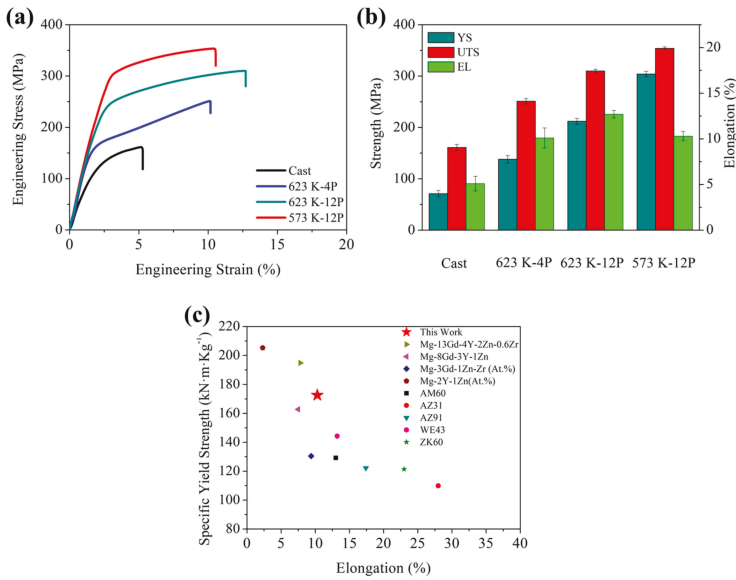 (a)
400
300
200
100
0
Engineering Stress (MPa)
0
5
10
15
20
Engineering Strain (%)
Cast
623 K-4P
623 K-12P
573 K-12P
(b)
400
300
200
100
0
Strength (MPa)
YS
UTS
EL
20
15
10
5
0
Elongation (%)
Cast
623 K-4P
623 K-12P
573 K-12P
(c)
220
200
180
160
140
120
100
80
Specific Yield Strength (kN·m·Kg⁻¹)
This Work
Mg-13Gd-4Y-2Zn-0.6Zr
Mg-8Gd-3Y-1Zn
Mg-3Gd-1Zn-Zr (At.%)
Mg-2Y-1Zn(At.%)
AM60
AZ31
AZ91
WE43
ZK60
0
5
10
15
20
25
30
35
40
Elongation (%)